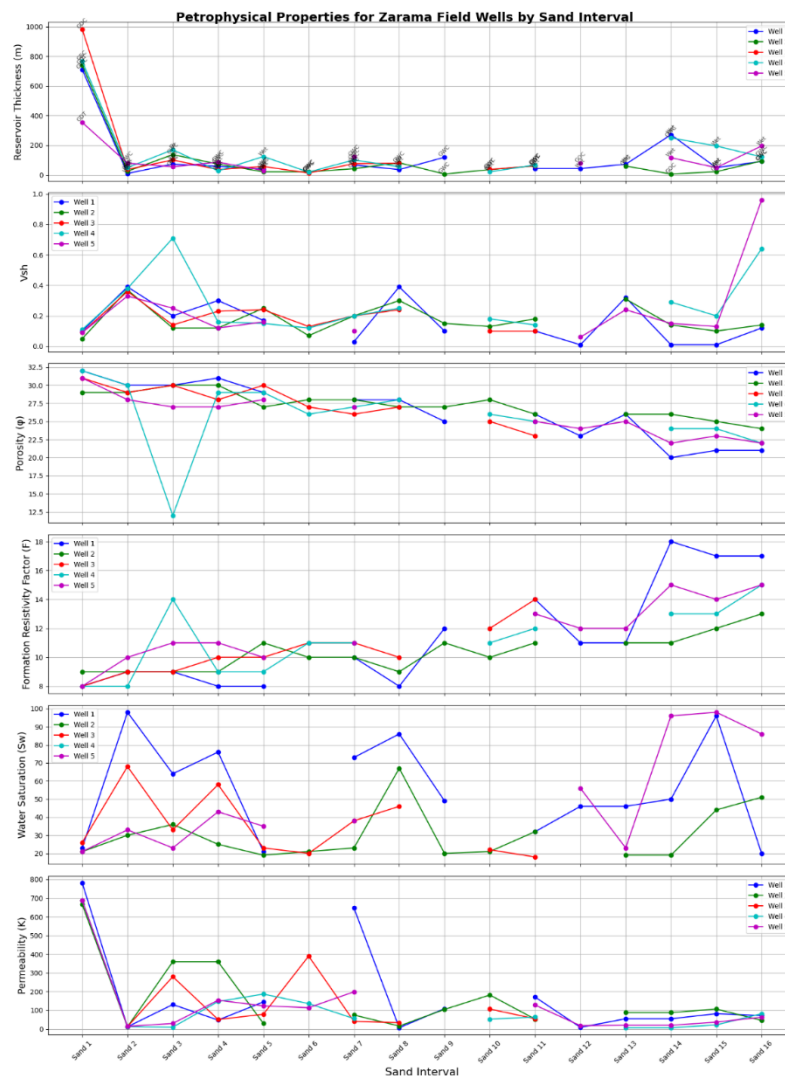 Petrophysical Properties for Zarama Field Wells by Sand Interval
Reservoir Thickness (m)
1000
800
600
400
200
0
Well
Well
Well
Well
Well
GDT
Vsh
1.0
0.8
0.6
0.4
0.2
0.0
Well 1
Well 2
Well 3
Well 4
Well 5
Porosity (φ)
32.5
30.0
27.5
25.0
22.5
20.0
17.5
15.0
12.5
Well
Well
Well
Well
Well
Formation Resistivity Factor (F)
18
16
14
12
10
8
Well 1
Well 2
Well 3
Well 4
Well 5
Water Saturation (Sw)
100
90
80
70
60
50
40
30
20
Well 1
Well 2
Well 3
Well 4
Well 5
Permeability (K)
800
700
600
500
400
300
200
100
0
Well
Well
Well
Well
Well
Sand 1
Sand 2
Sand 3
Sand 4
Sand 5
Sand 6
Sand 7
Sand 8
Sand 9
Sand 10
Sand 11
Sand 12
Sand 13
Sand 14
Sand 15
Sand 16
Sand Interval